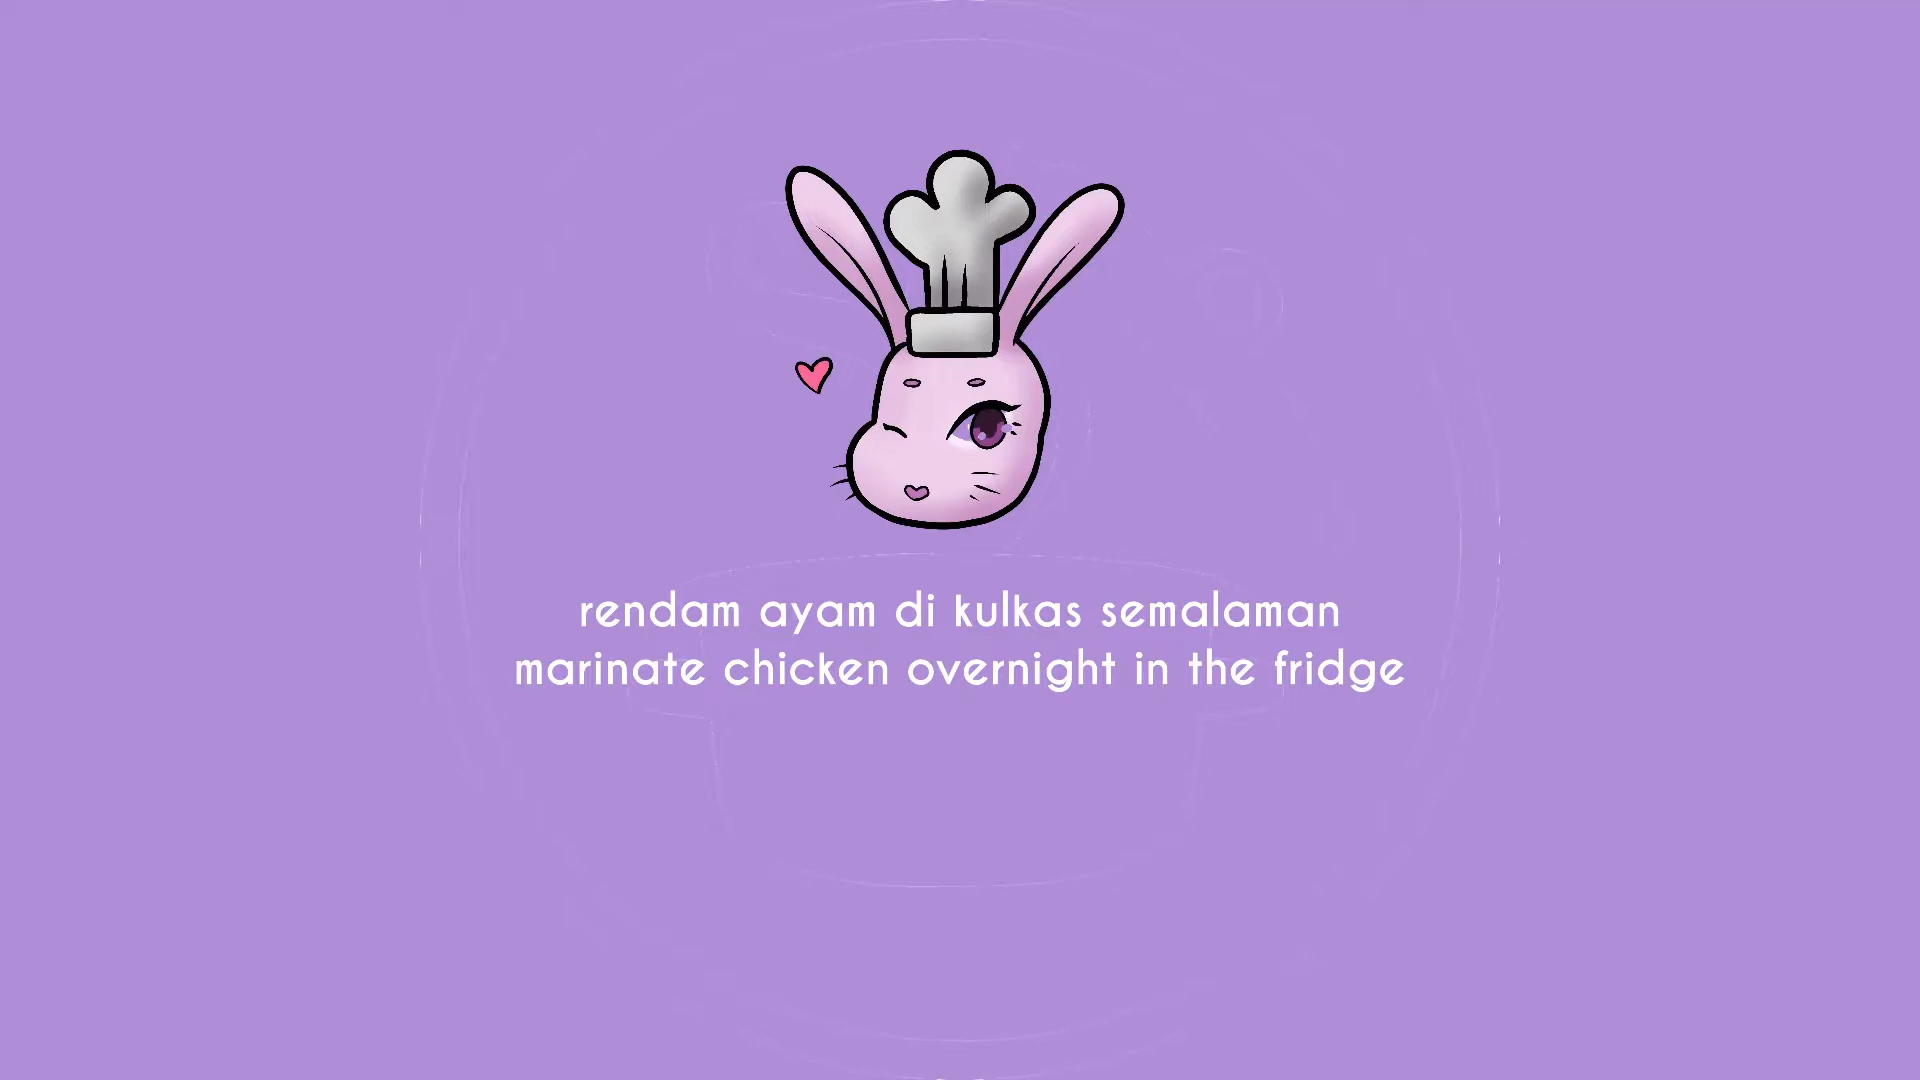 rendam ayam di kulkas semalaman
marinate chicken overnight in the fridge